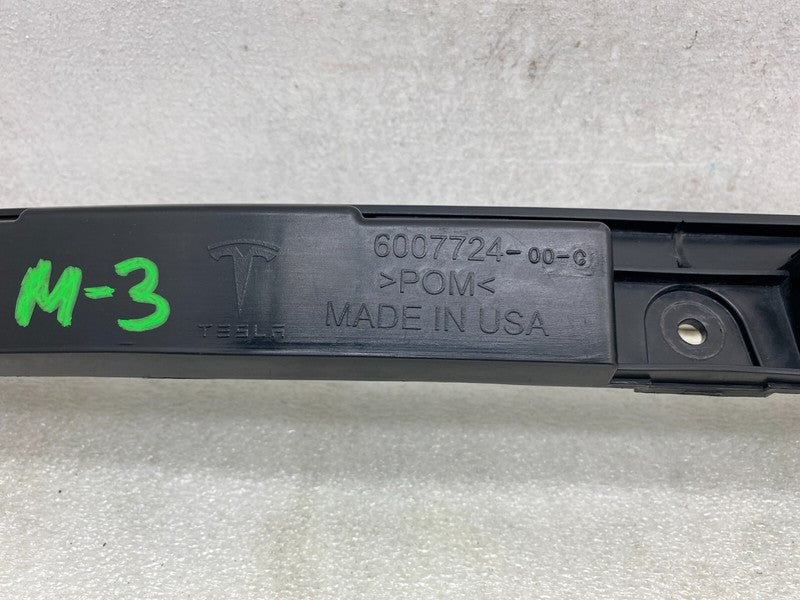 M-3
TESLA
6007724-00-C
>POM<
MADE IN USA